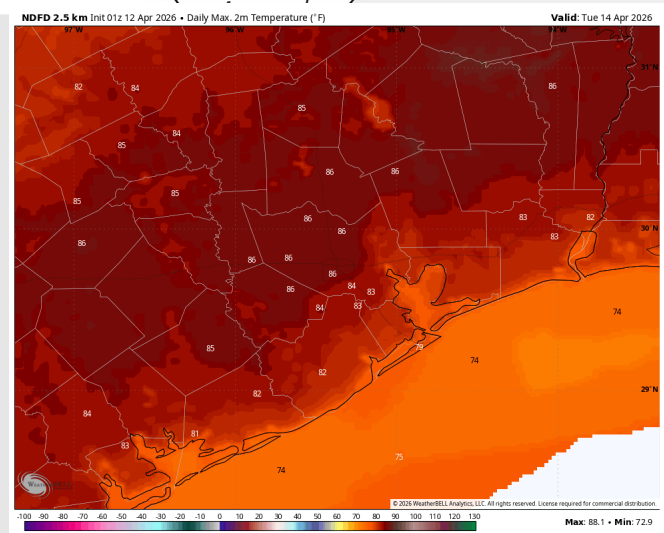 NDFD 2.5 km Init 01z 12 Apr 2026 • Daily Max. 2m Temperature (°F)
Valid: Tue 14 Apr 2026
97°W 96°W 95°W 94°W
31°N
82 84 86
85
84
85
86 86
85 85
86 83 82
86 83
30°N
86
86 86
86
86 84 83
84 83
74
79
85 74
82
82 29°N
84
81
83
75
74
WeatherBELL
© 2026 WeatherBELL Analytics, LLC. All rights reserved. License required for commercial distribution.
-100 -90 -80 -70 -60 -50 -40 -30 -20 -10 0 10 20 30 40 50 60 70 80 90 100 110 120 130
Max: 88.1 • Min: 72.9